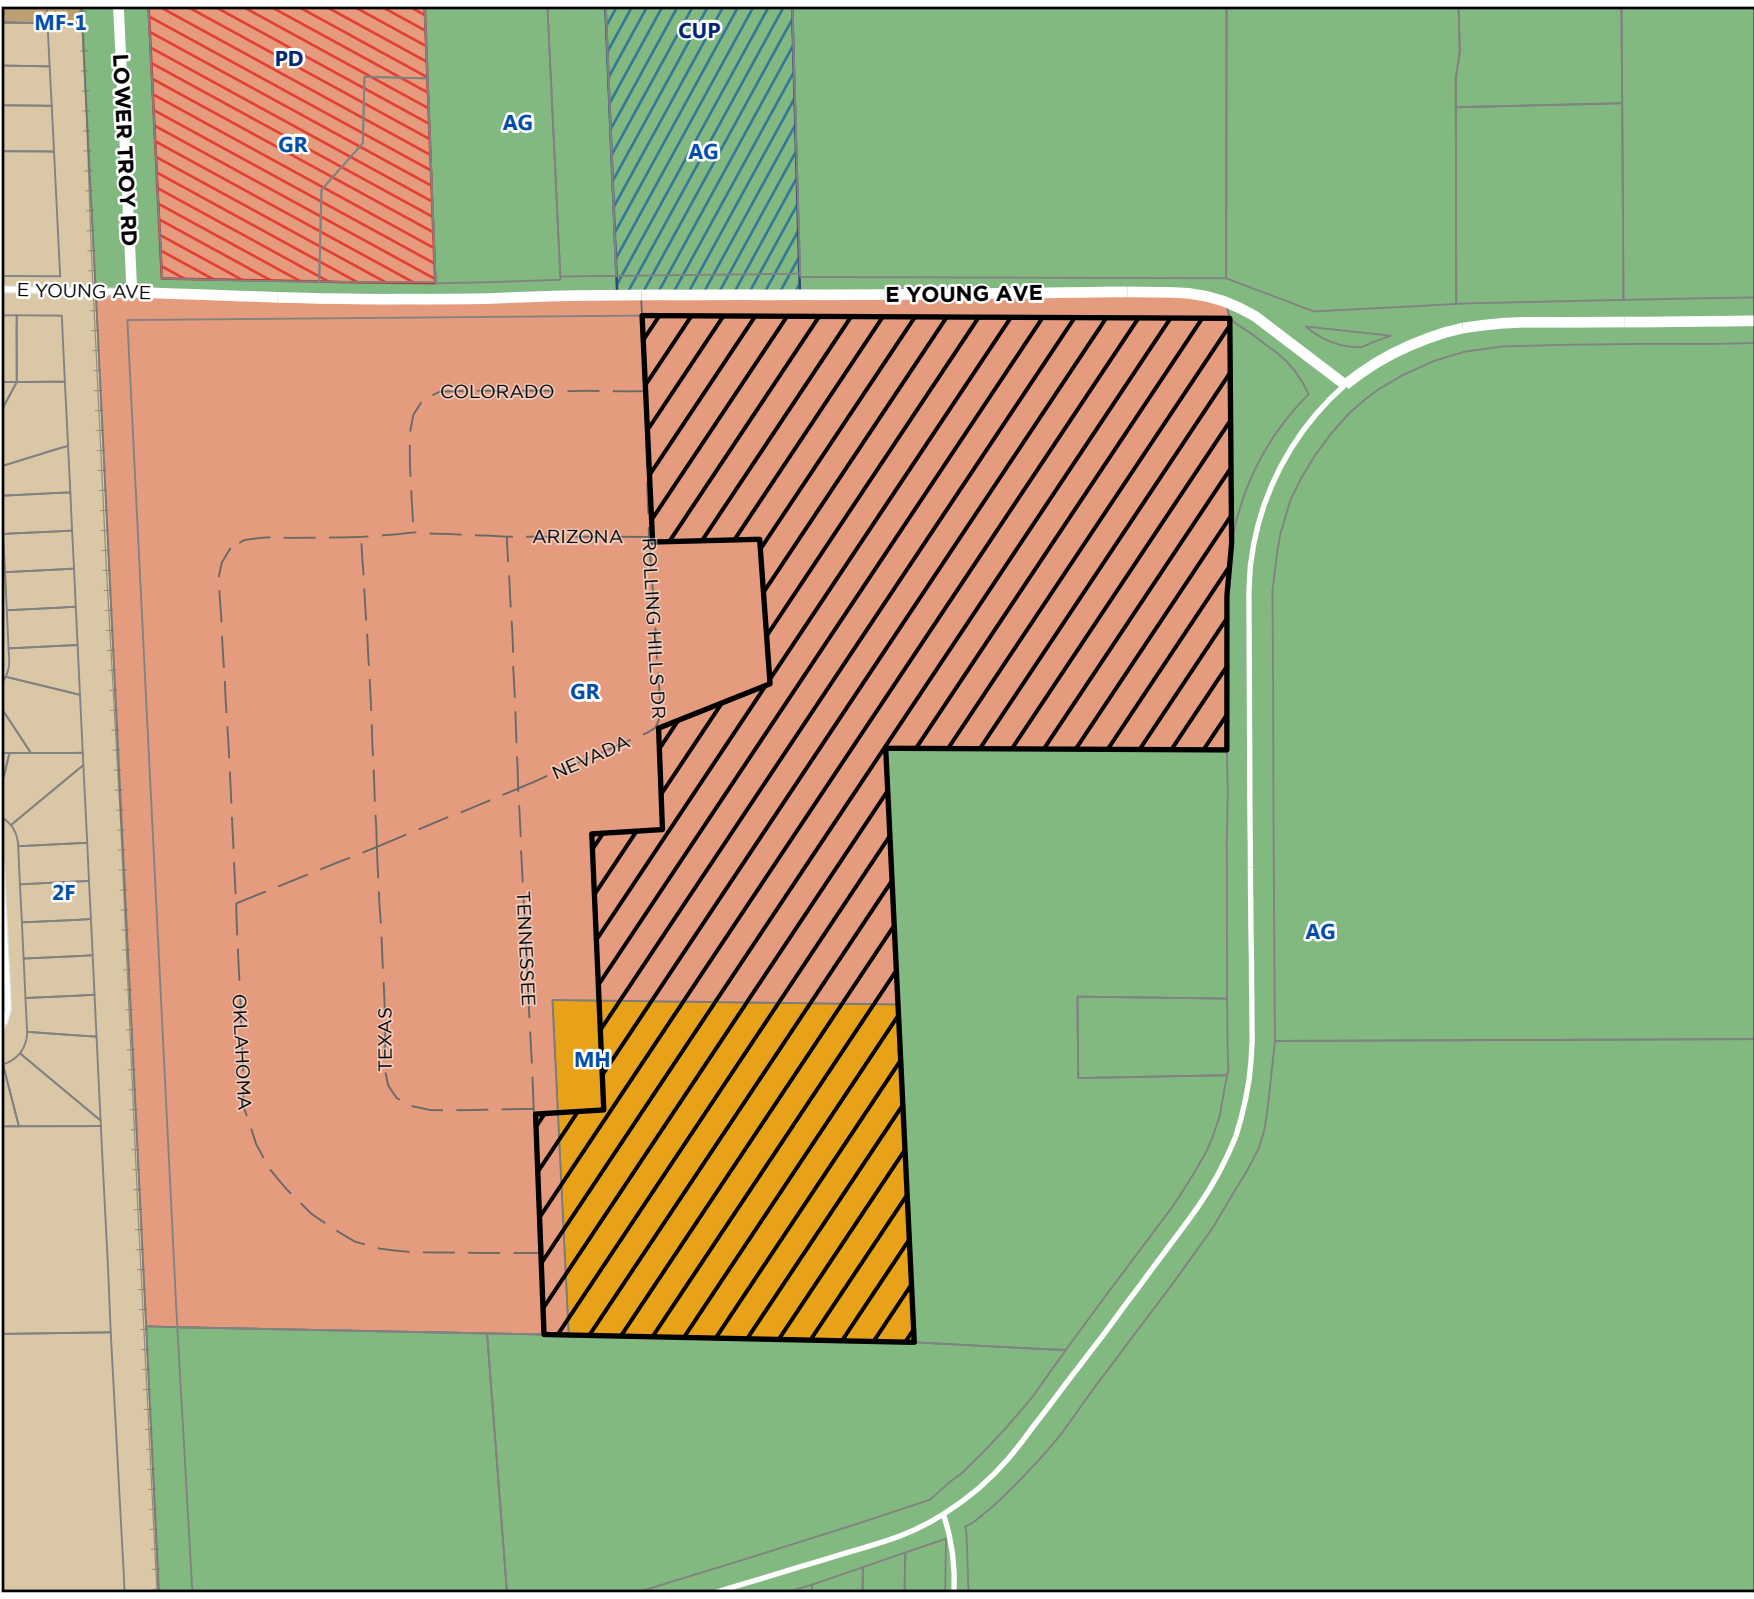 MF-1
CUP
PD
LOWER TROY RD
AG
GR
AG
E YOUNG AVE
E YOUNG AVE
COLORADO
ARIZONA
ROLLING HILLS DR
GR
NEVADA
2F
AG
TENNESSEE
OKLAHOMA
TEXAS
MH